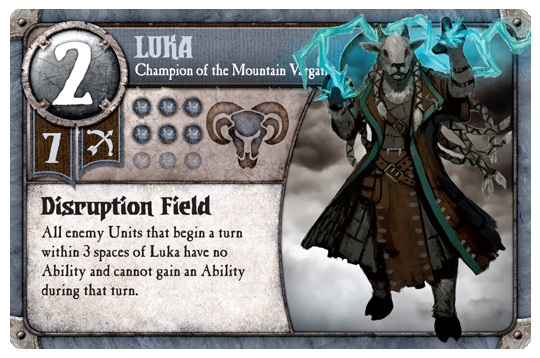 2
LUKA
Champion of the Mountain
7
Disruption Field
All enemy Units that begin a turn
within 3 spaces of Luka have no
Ability and cannot gain an Ability
during that turn.